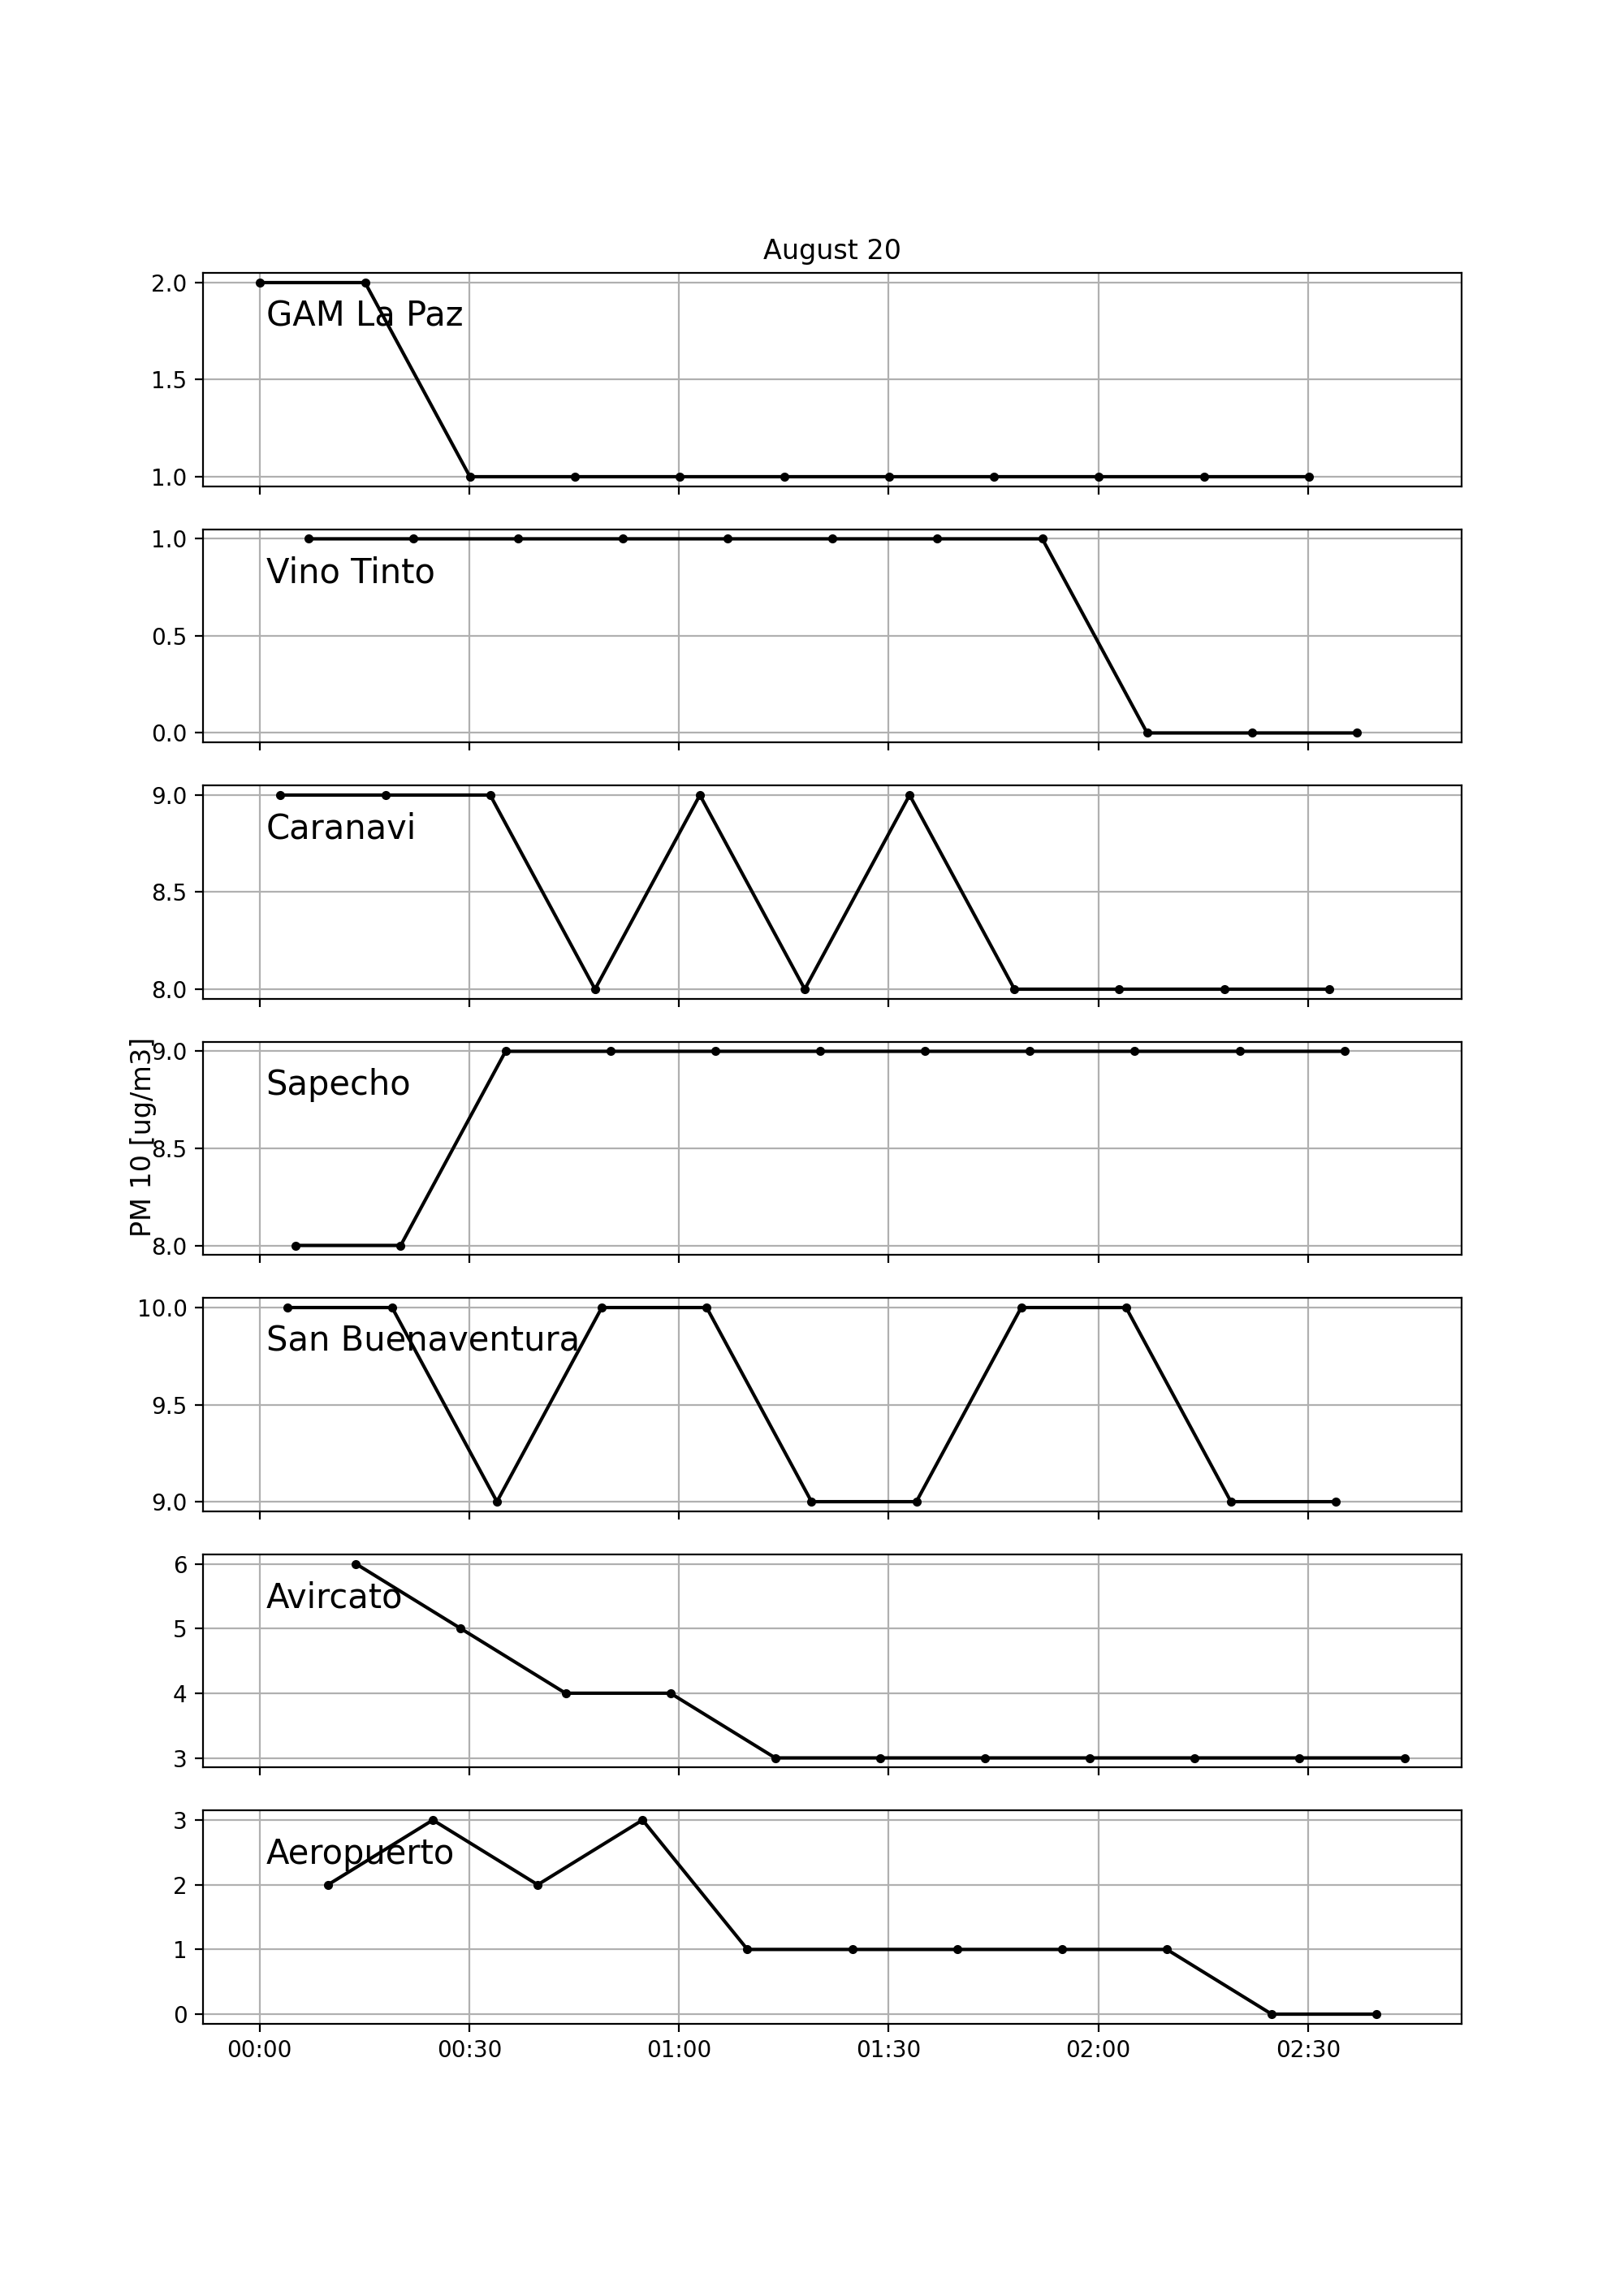 August 20
2.0
GAM La Paz
1.5
1.0
1.0
Vino Tinto
0.5
0.0
9.0
Caranavi
8.5
8.0
PM 10 [ug/m3]
9.0
Sapecho
8.5
8.0
10.0
San Buenaventura
9.5
9.0
6
Avircato
5
4
3
3
Aeropuerto
2
1
0
00:00 00:30 01:00 01:30 02:00 02:30